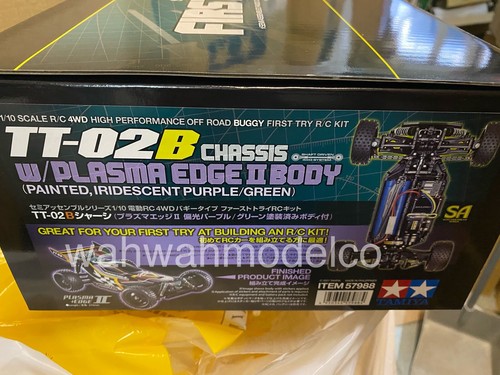 FIRST
1/10 SCALE R/C 4WD HIGH PERFORMANCE OFF ROAD BUGGY FIRST TRY R/C KIT
TT-02B CHASSIS
W/PLASMA EDGE II BODY
(PAINTED, IRIDESCENT PURPLE/GREEN)
セミアッセンブルシリーズ 1/10 電動RC 4WD バギータイプ ファーストトライRCキット
TT-02Bシャーシ (プラズマエッジII 偏光パープル/グリーン塗装済みボディ付)
SA
GREAT FOR YOUR FIRST TRY AT BUILDING AN R/C KIT!
初めてRCカーを組み立てる方に最適!
wahwahmodelco
FINISHED
PRODUCT IMAGE
組み立て完成イメージ
PLASMA
EDGE II
ITEM 57988
TAMIYA